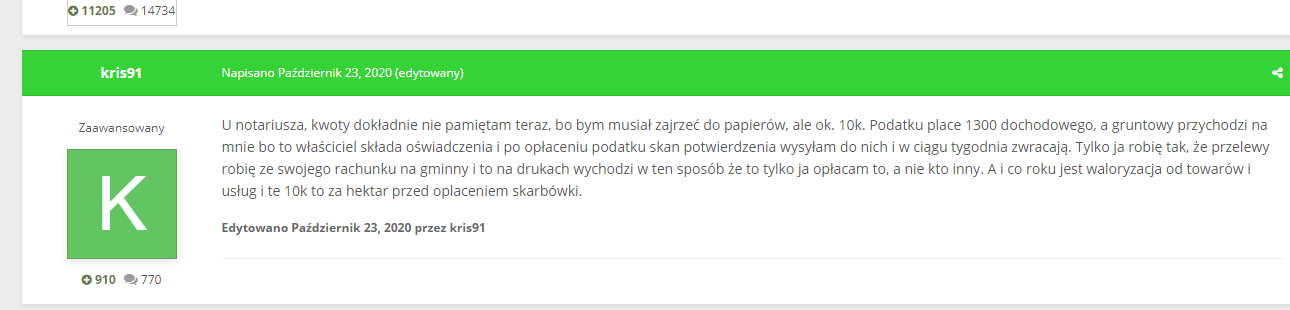 11205 14734
kris91
Napisano Październik 23, 2020 (edytowany)
Zaawansowany
K
910 770
U notariusza, kwoty dokładnie nie pamiętam teraz, bo bym musiał zajrzeć do papierów, ale ok. 10k. Podatku place 1300 dochodowego, a gruntowy przychodzi na
mnie bo to właściciel składa oświadczenia i po opłaceniu podatku skan potwierdzenia wysyłam do nich i w ciągu tygodnia zwracają. Tylko ja robię tak, że przelewy
robię ze swojego rachunku na gminny i to na drukach wychodzi w ten sposób że to tylko ja opłacam to, a nie kto inny. A i co roku jest waloryzacja od towarów i
usług i te 10k to za hektar przed oplaceniem skarbówki.
Edytowano Październik 23, 2020 przez kris91